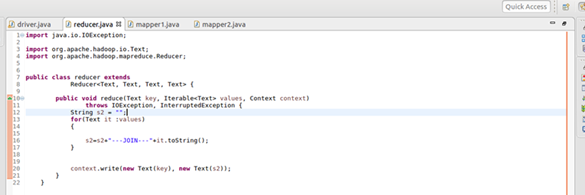 Quick Access
driver.java reducer.java mapper1.java mapper2.java
1 import java.io.IOException;
2
3 import org.apache.hadoop.io.Text;
4 import org.apache.hadoop.mapreduce.Reducer;
5
6
7 public class reducer extends
8 Reducer<Text, Text, Text, Text> {
9
10 public void reduce(Text key, Iterable<Text> values, Context context)
11 throws IOException, InterruptedException {
12 String s2 = "";
13 for(Text it :values)
14 {
15
16 s2=s2+"---JOIN---"+it.toString();
17 }
18
19
20 context.write(new Text(key), new Text(s2));
21 }
22 }